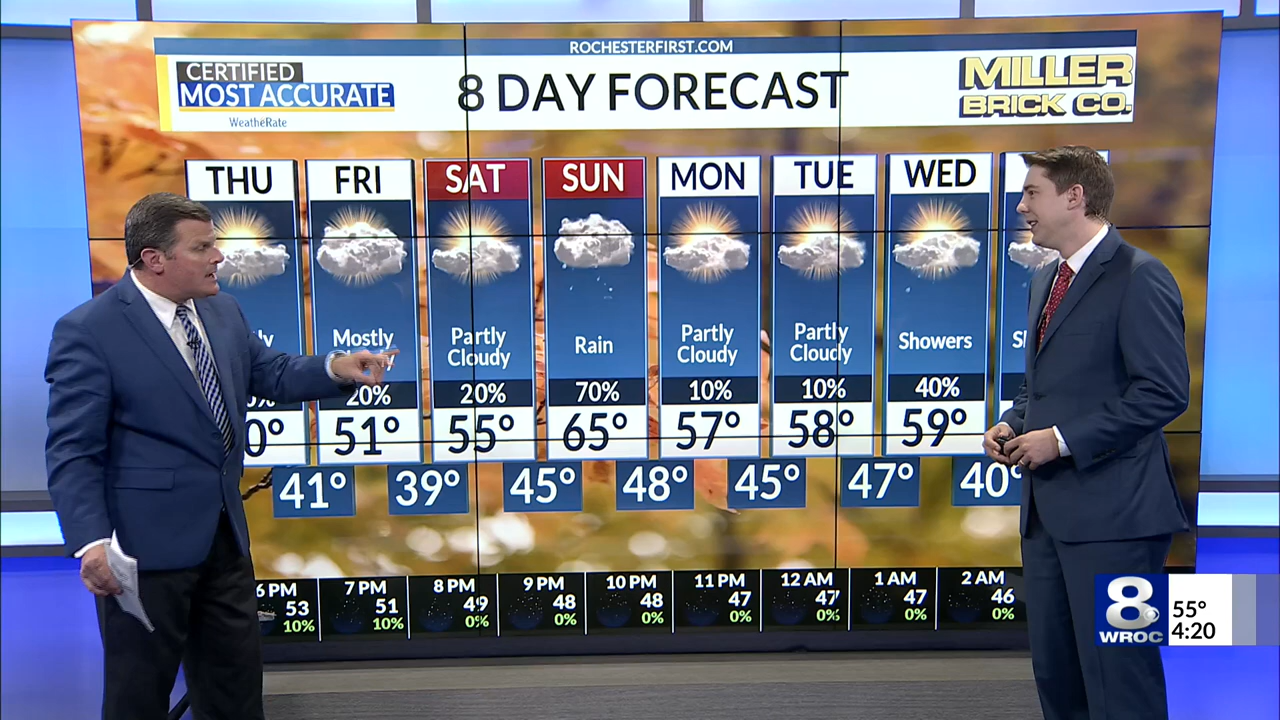 ROCHESTERFIRST.COM
CERTIFIED
MOST ACCURATE
WeatheRate
8 DAY FORECAST
MILLER
BRICK CO.
THU FRI SAT SUN MON TUE WED
Mostly Partly Cloudy Rain Partly Cloudy Partly Cloudy Showers
20% 20% 70% 10% 10% 40%
0° 51° 55° 65° 57° 58° 59°
41° 39° 45° 48° 45° 47° 40°
6 PM 7 PM 8 PM 9 PM 10 PM 11 PM 12 AM 1 AM 2 AM
53 51 49 48 48 47 47 47 46
10% 10% 0% 0% 0% 0% 0% 0% 0%
8
WROC
55°
4:20